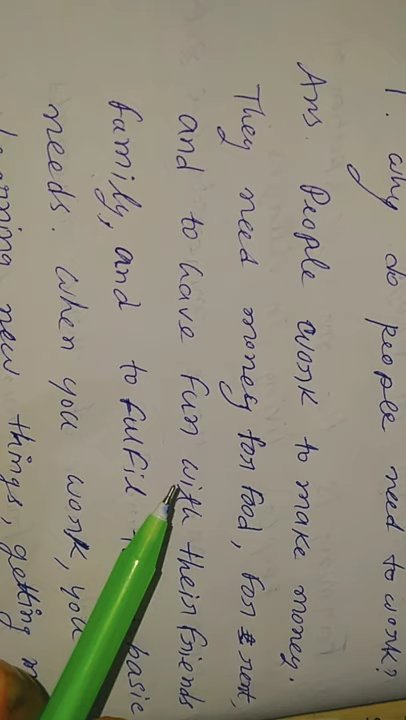 1. why do people need to work?
Ans. People work to make money.
They need money for food, for rent,
and to have fun with their friends
family, and to fulfil basic
needs. When you work, you
learning new things, getting